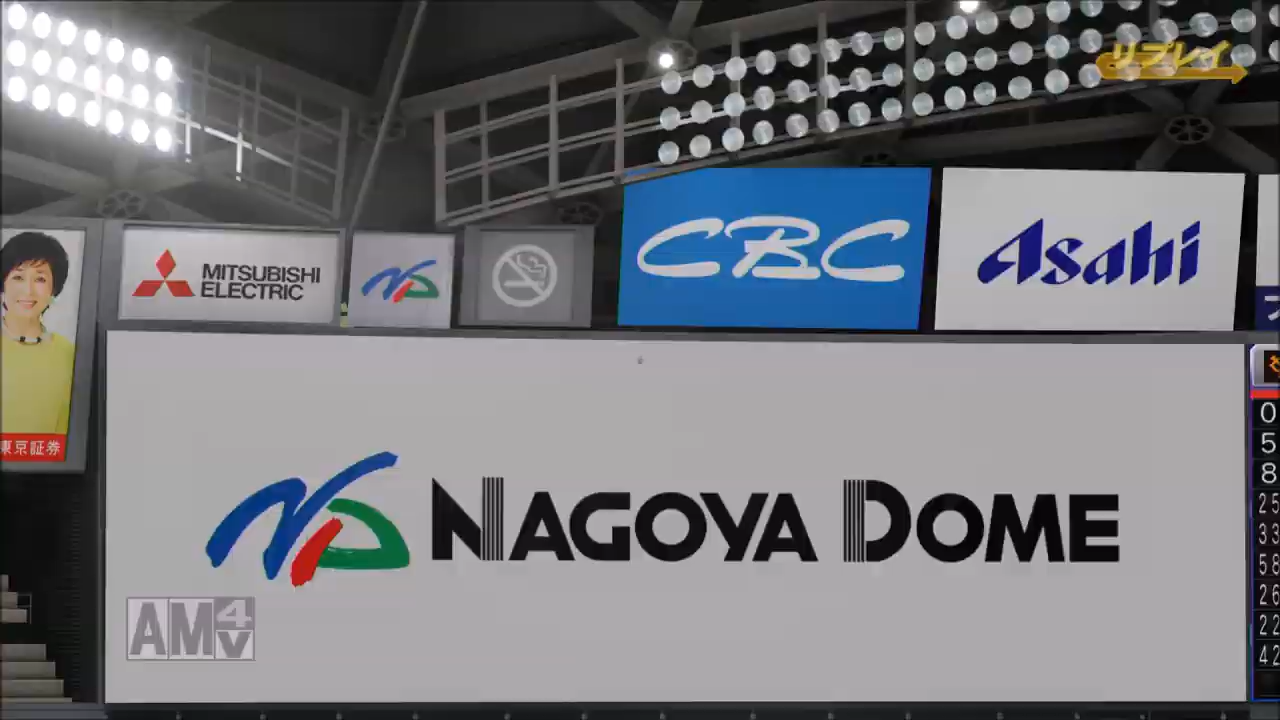 リプレイ
CBC
Asahi
MITSUBISHI
ELECTRIC
東京証券
NAGOYA DOME
0
5
8
25
33
58
26
22
42
AM4V